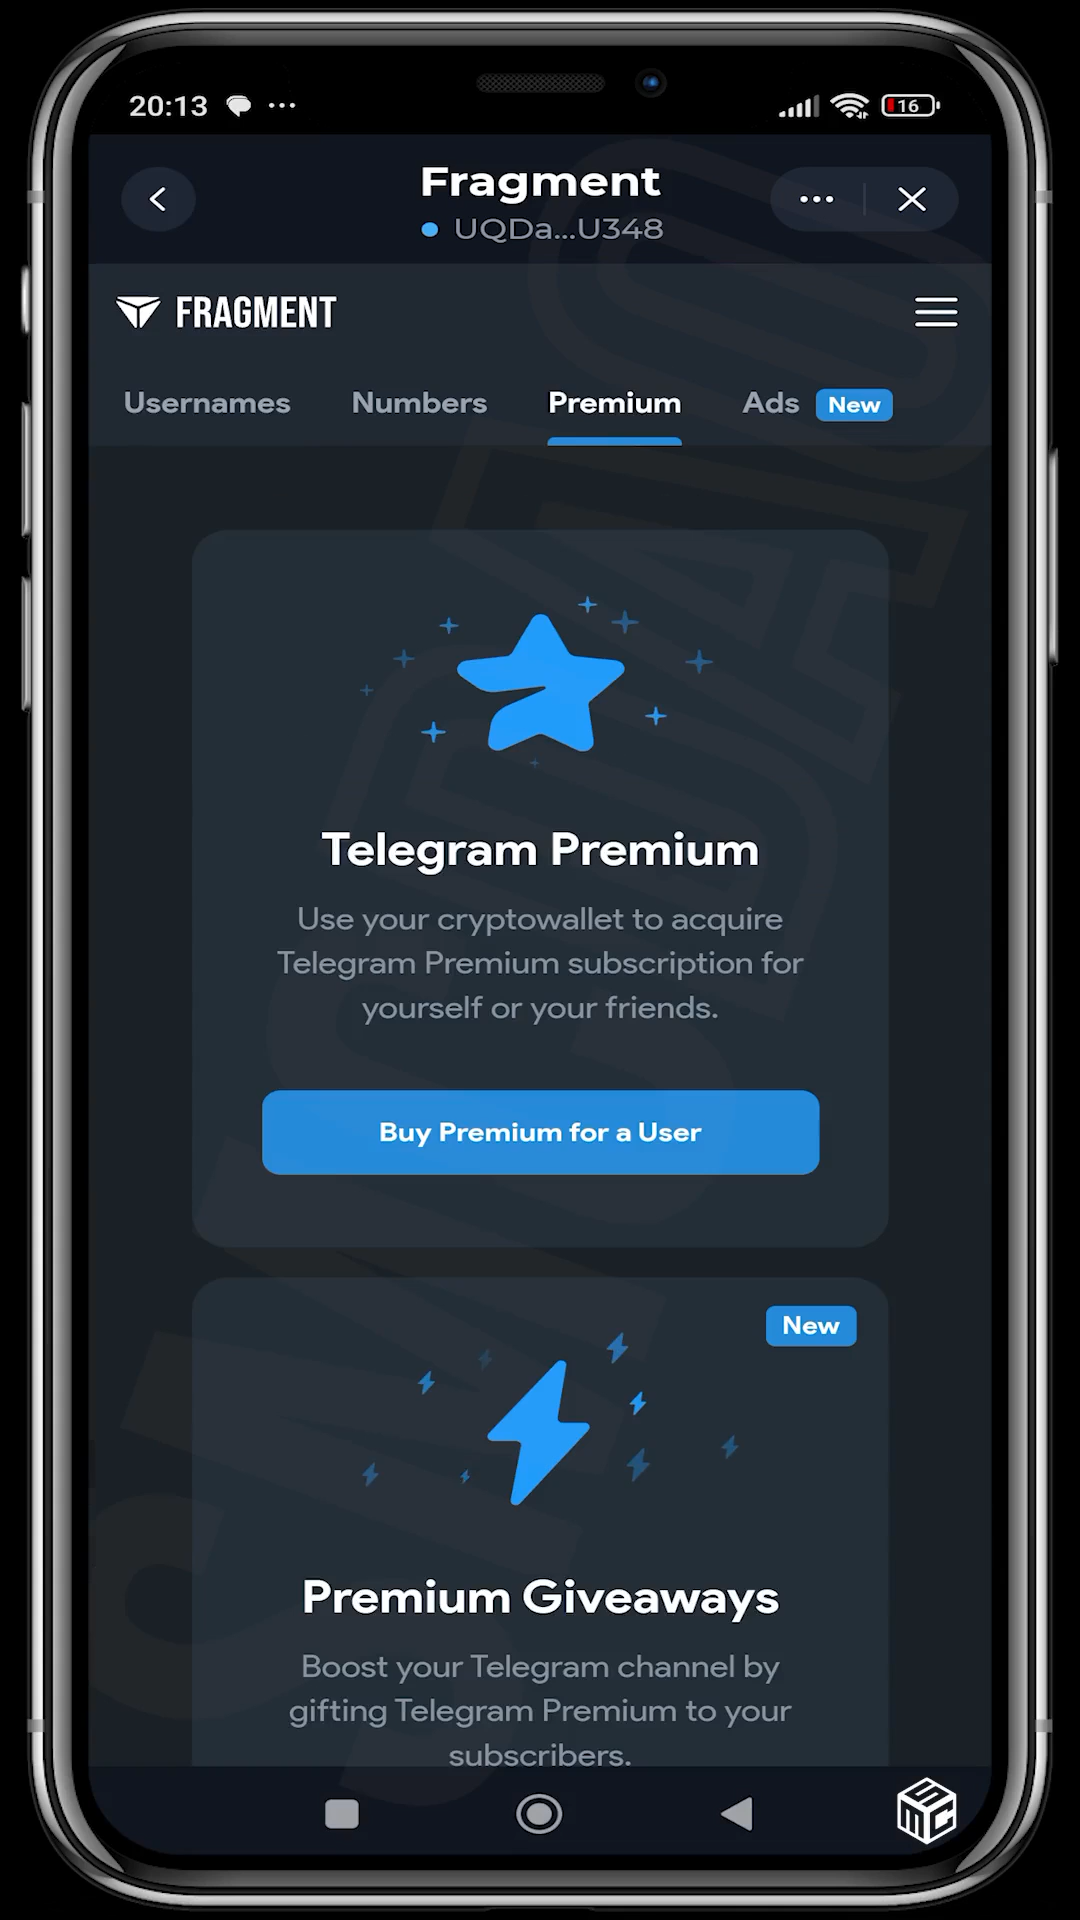 20:13
16
Fragment
UQDa...U348
FRAGMENT
Usernames Numbers Premium Ads New
Telegram Premium
Use your cryptowallet to acquire
Telegram Premium subscription for
yourself or your friends.
Buy Premium for a User
New
Premium Giveaways
Boost your Telegram channel by
gifting Telegram Premium to your
subscribers.